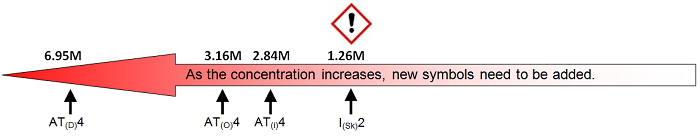 6.95M 3.16M 2.84M 1.26M
As the concentration increases, new symbols need to be added.
AT(D)4 AT(O)4 AT(I)4 I(Sk)2